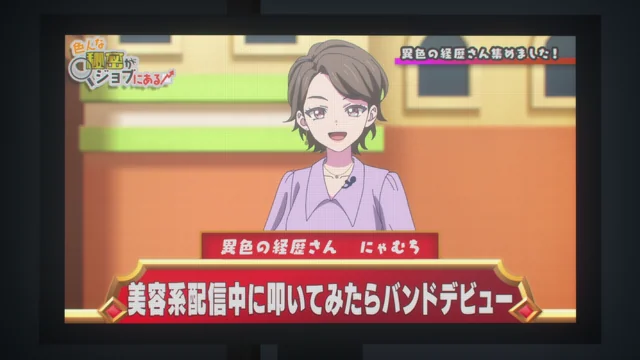 色んな
秘密が
ジョブにある
異色の経歴さん集めました！
異色の経歴さん　にゃむち
美容系配信中に叩いてみたらバンドデビュー